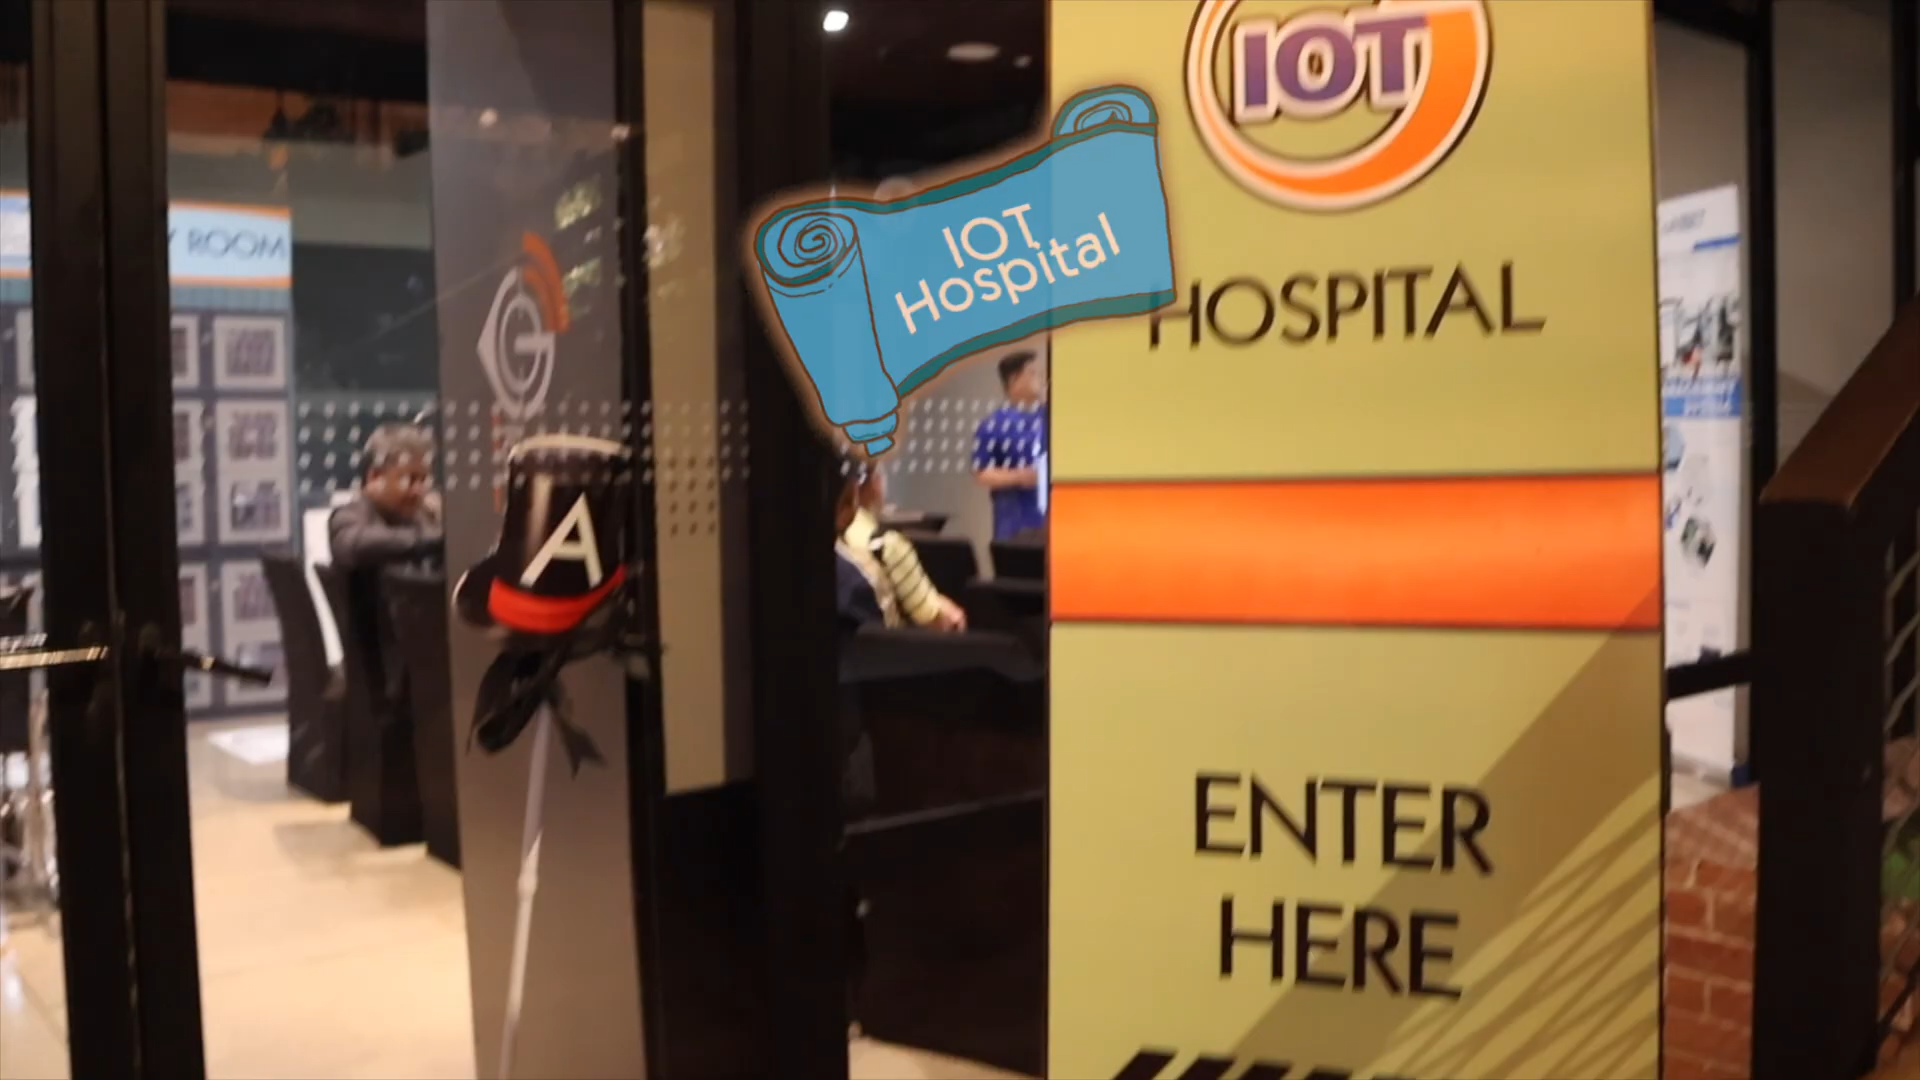 IOT
IOT
Hospital
HOSPITAL
Y ROOM
A
ENTER
HERE